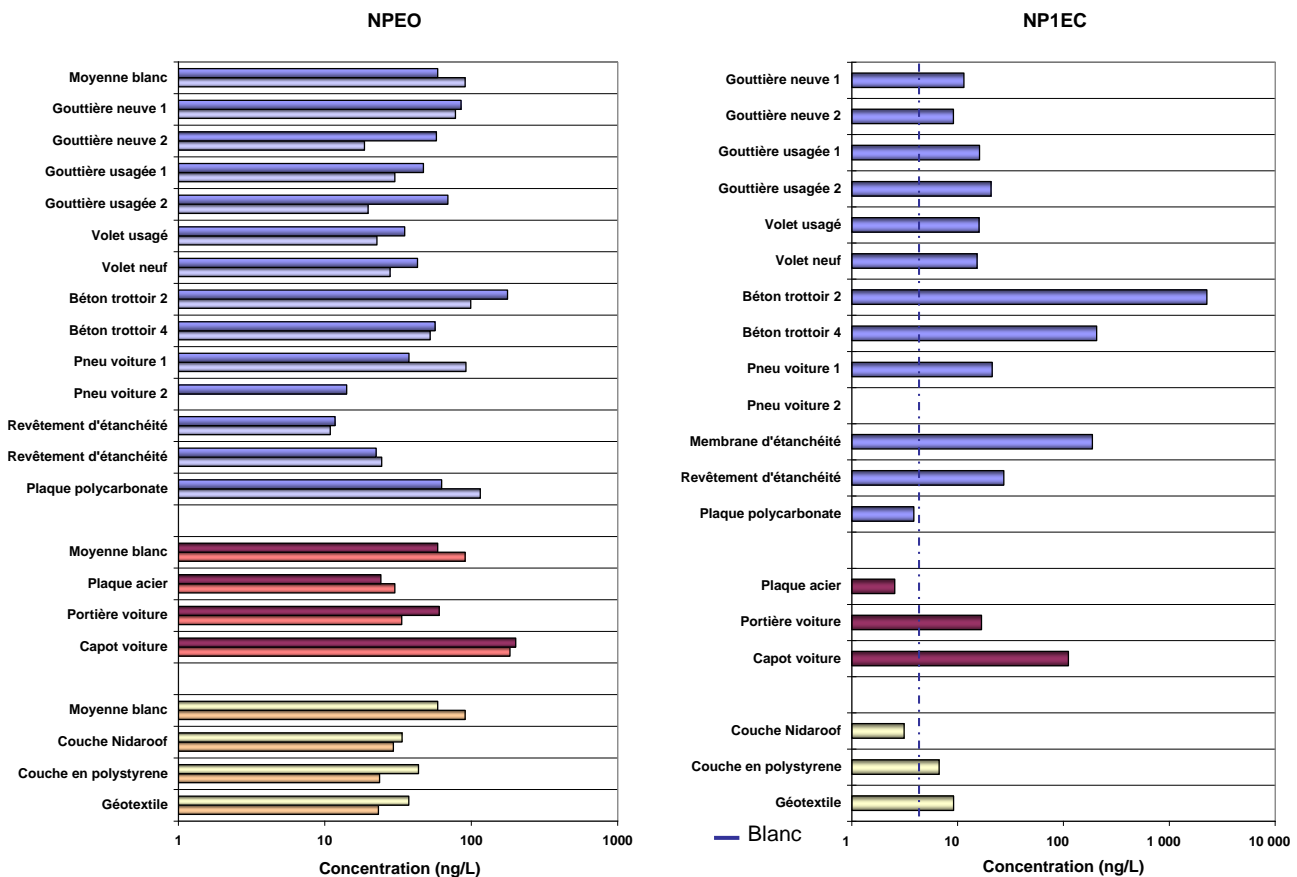 NPEO
Moyenne blanc
Gouttière neuve 1
Gouttière neuve 2
Gouttière usagée 1
Gouttière usagée 2
Volet usagé
Volet neuf
Béton trottoir 2
Béton trottoir 4
Pneu voiture 1
Pneu voiture 2
Revêtement d'étanchéité
Revêtement d'étanchéité
Plaque polycarbonate
Moyenne blanc
Plaque acier
Portière voiture
Capot voiture
Moyenne blanc
Couche Nidaroof
Couche en polystyrene
Géotextile
1 10 100 1000
Concentration (ng/L)
NP1EC
Gouttière neuve 1
Gouttière neuve 2
Gouttière usagée 1
Gouttière usagée 2
Volet usagé
Volet neuf
Béton trottoir 2
Béton trottoir 4
Pneu voiture 1
Pneu voiture 2
Membrane d'étanchéité
Revêtement d'étanchéité
Plaque polycarbonate
Plaque acier
Portière voiture
Capot voiture
Couche Nidaroof
Couche en polystyrene
Géotextile
Blanc
1 10 100 1 000 10 000
Concentration (ng/L)